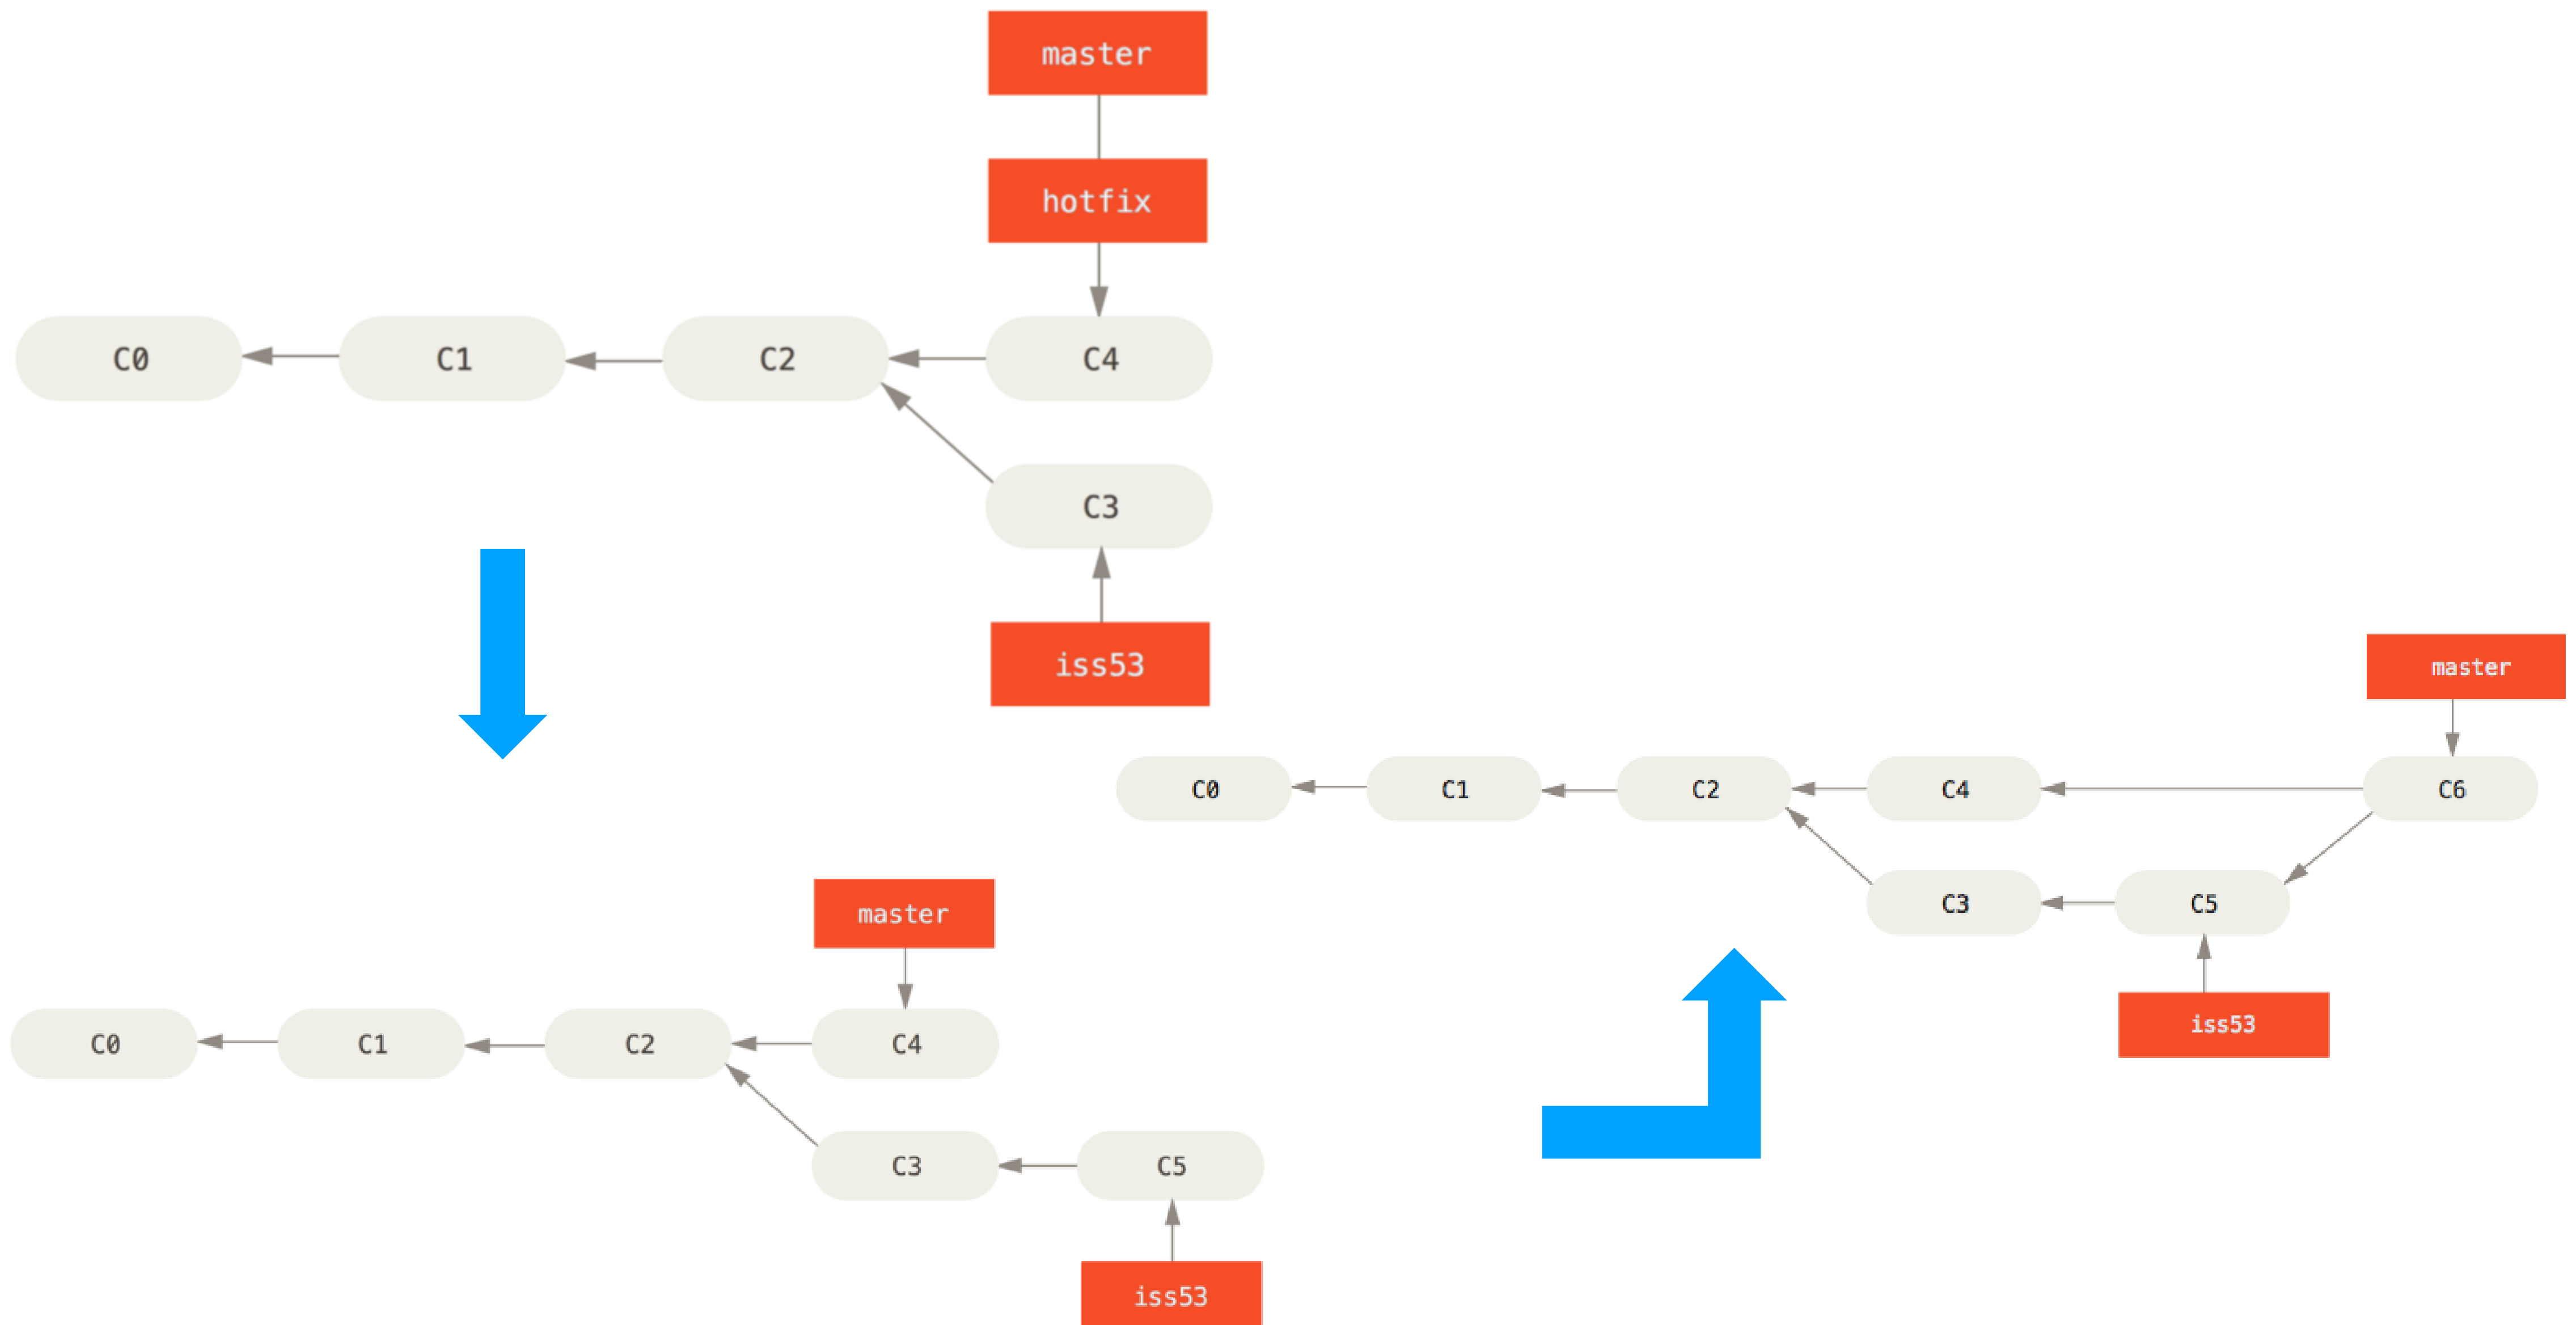 master
hotfix
C0 C1 C2 C4
C3
iss53
master
C0 C1 C2 C4 C6
C3 C5
iss53
master
C0 C1 C2 C4
C3 C5
iss53